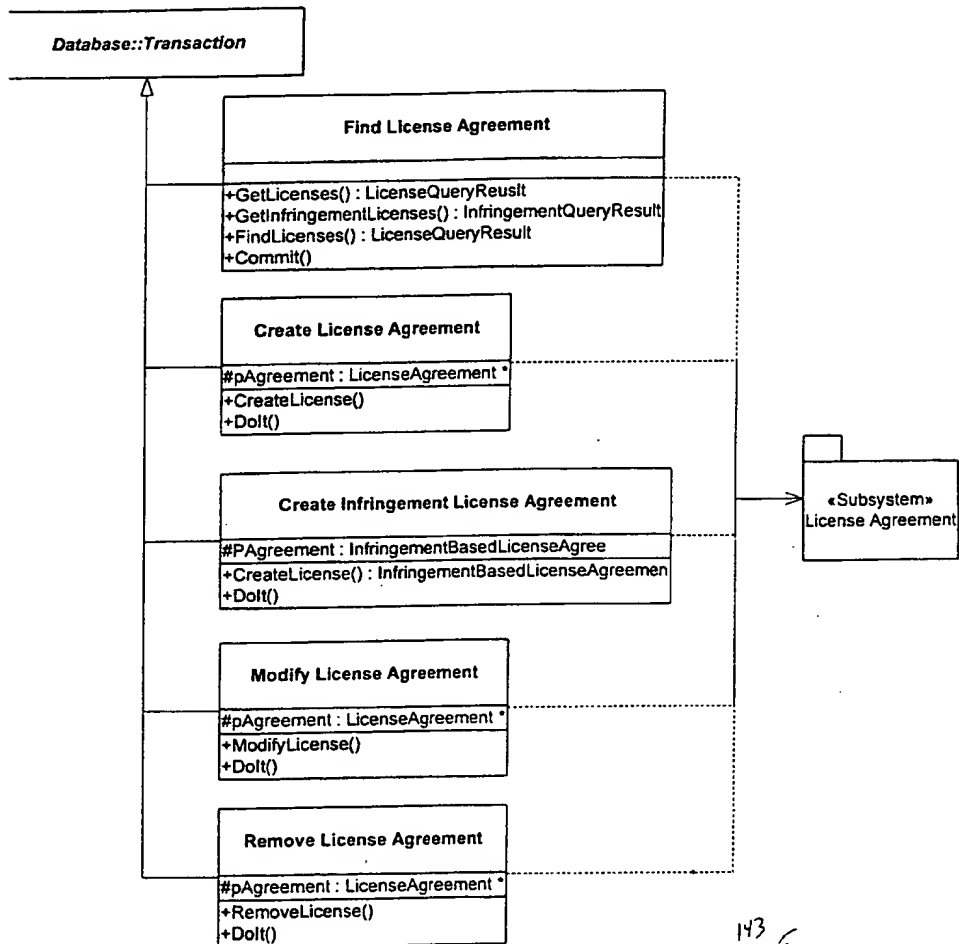 Database::Transaction
Find License Agreement
+GetLicenses() : LicenseQueryReuslt
+GetInfringementLicenses() : InfringementQueryResult
+FindLicenses() : LicenseQueryResult
+Commit()
Create License Agreement
#pAgreement : LicenseAgreement *
+CreateLicense()
+DoIt()
Create Infringement License Agreement
#PAgreement : InfringementBasedLicenseAgree
+CreateLicense() : InfringementBasedLicenseAgreemen
+DoIt()
«Subsystem»
License Agreement
Modify License Agreement
#pAgreement : LicenseAgreement *
+ModifyLicense()
+DoIt()
Remove License Agreement
#pAgreement : LicenseAgreement *
+RemoveLicense()
+DoIt()
143